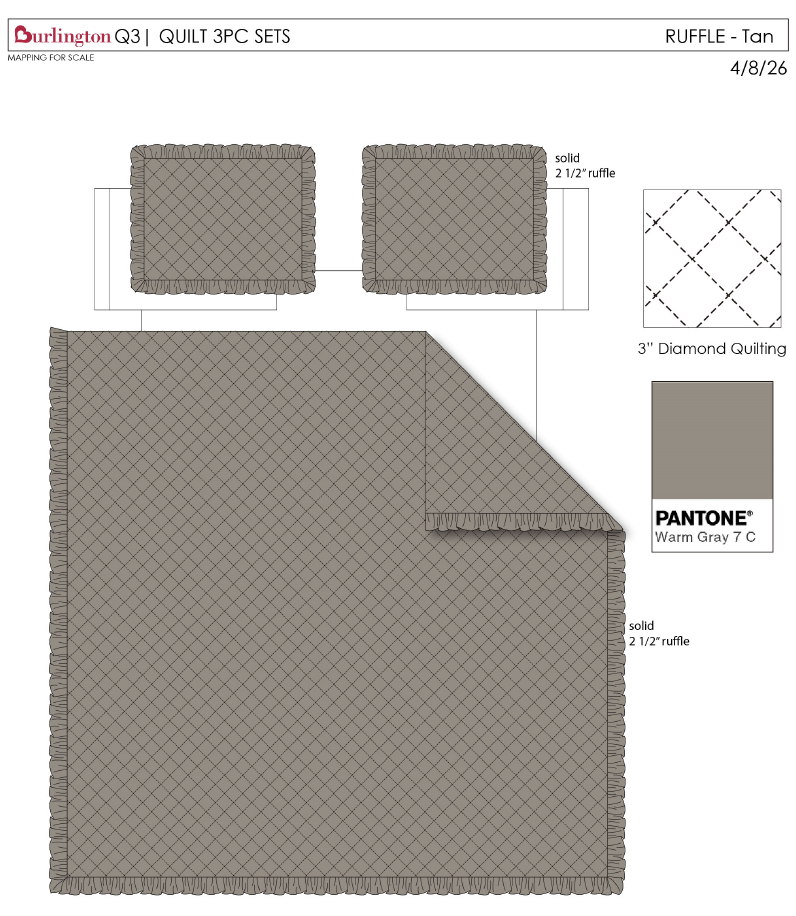 Burlington Q3| QUILT 3PC SETS
RUFFLE - Tan
MAPPING FOR SCALE
4/8/26
solid
2 1/2” ruffle
3” Diamond Quilting
PANTONE®
Warm Gray 7 C
solid
2 1/2” ruffle